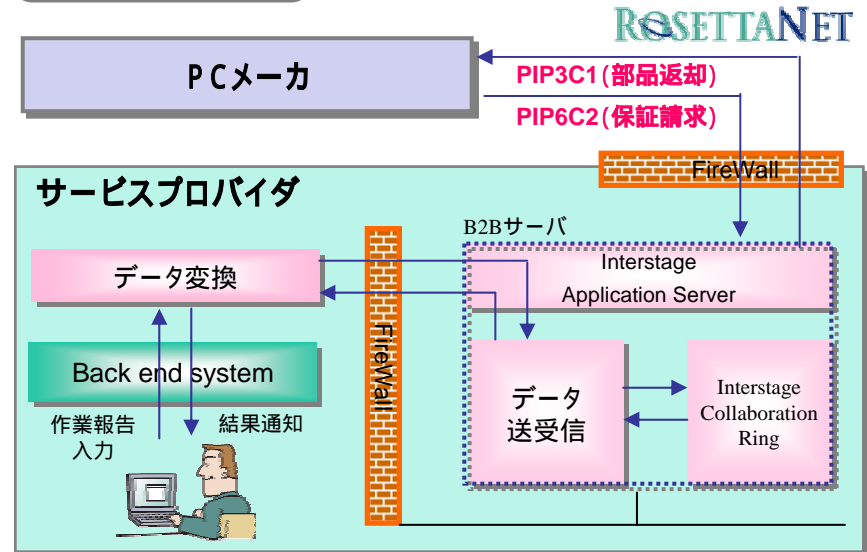 ROSETTANET
PCメーカ
PIP3C1(部品返却)
PIP6C2(保証請求)
FireWall
サービスプロバイダ
B2Bサーバ
Interstage
Application Server
データ変換
FireWall
Back end system
データ
送受信
Interstage
Collaboration
Ring
作業報告
入力
結果通知